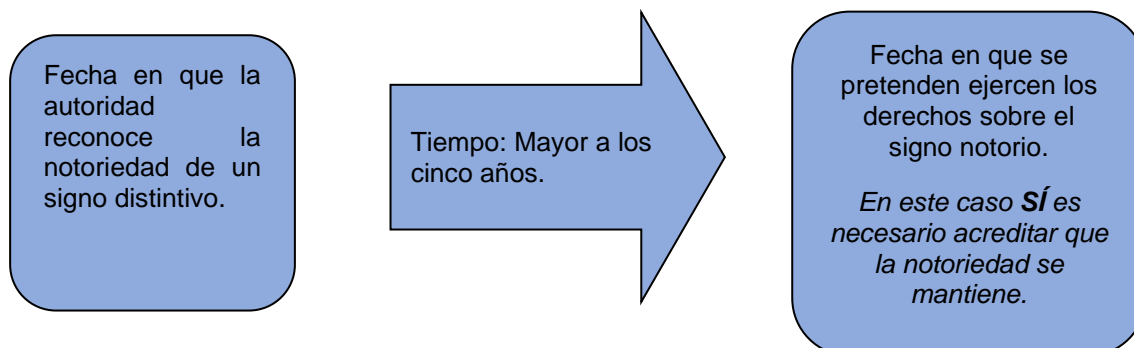 Fecha en que la
autoridad
reconoce la
notoriedad de un
signo distintivo.
Tiempo: Mayor a los
cinco años.
Fecha en que se
pretenden ejercen los
derechos sobre el
signo notorio.
En este caso SÍ es
necesario acreditar que
la notoriedad se
mantiene.